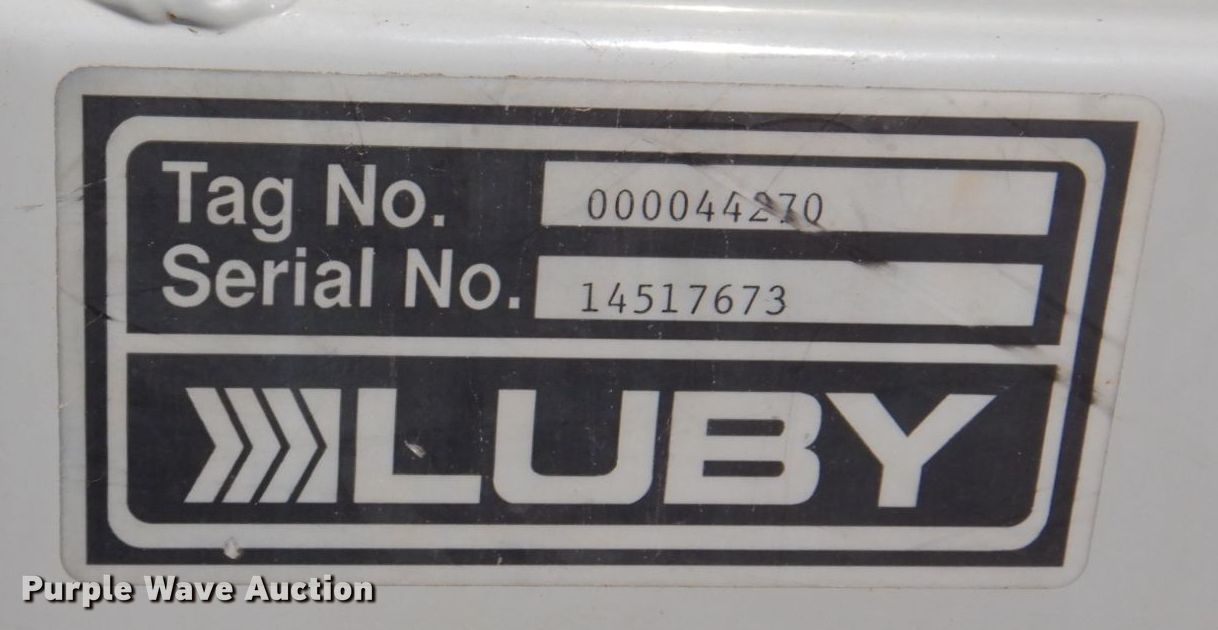 Tag No. 000044270
Serial No. 14517673
LUBY
Purple Wave Auction